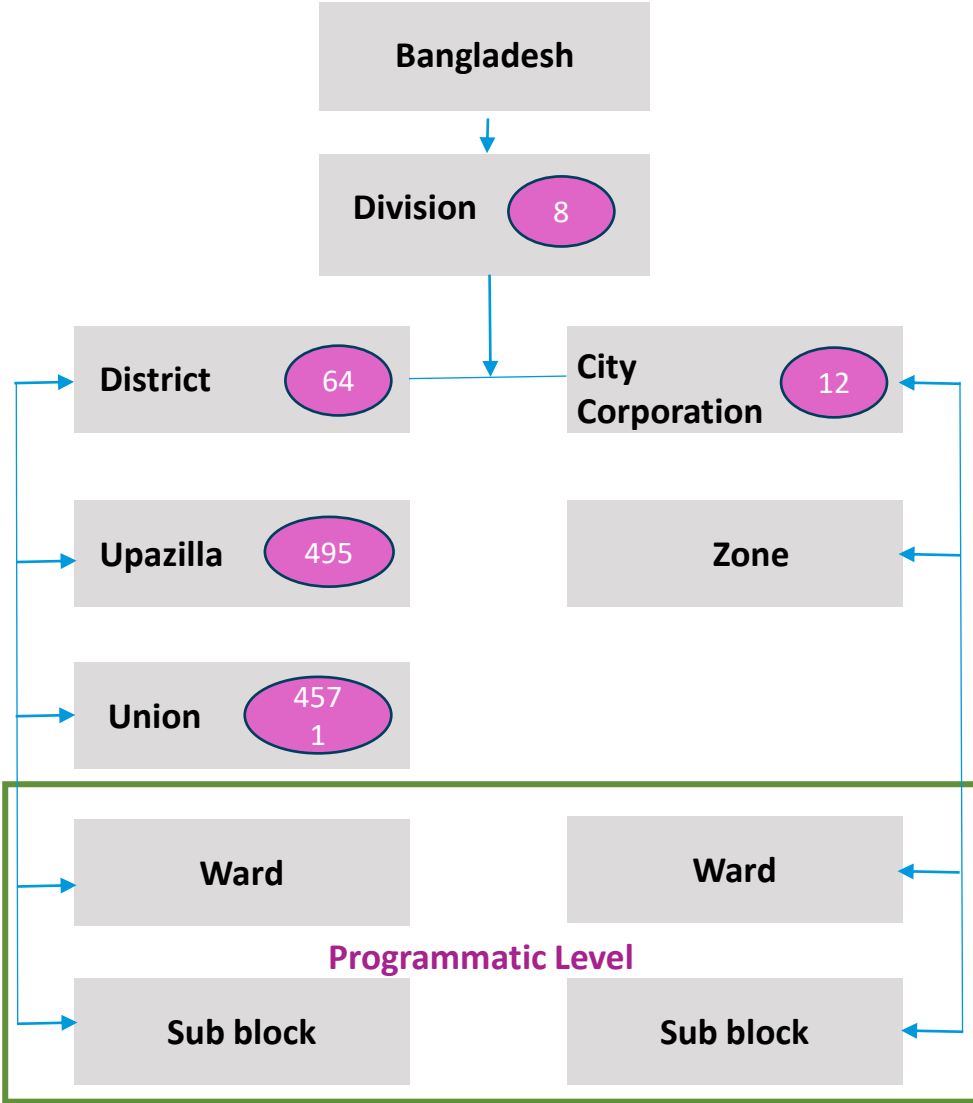 Bangladesh
Division 8
District 64
City
Corporation 12
Upazilla 495
Zone
Union 457
1
Ward
Ward
Programmatic Level
Sub block
Sub block